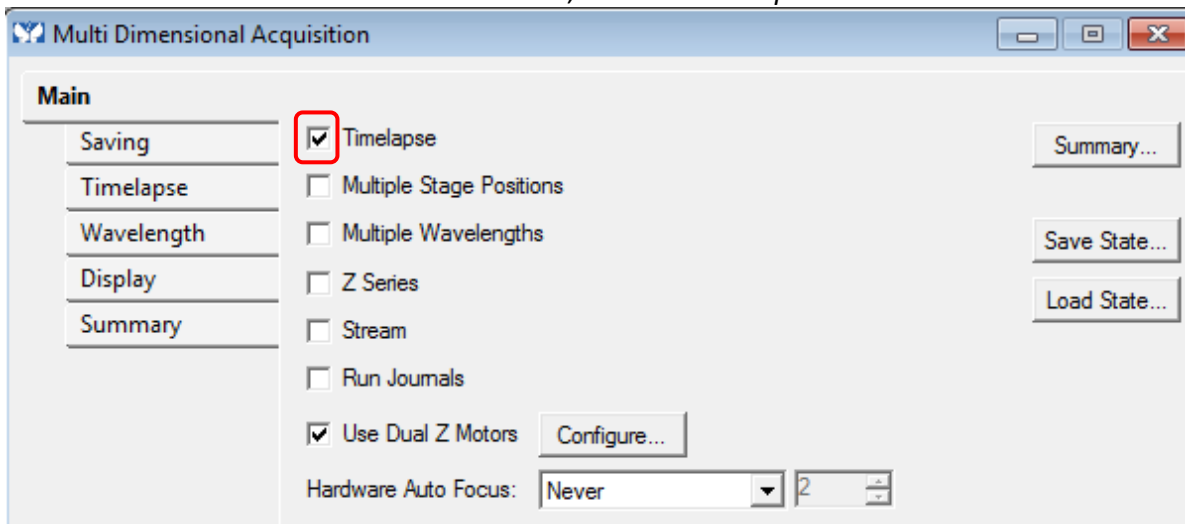 Multi Dimensional Acquisition
Main
Saving
Timelapse
Wavelength
Display
Summary
Timelapse
Multiple Stage Positions
Multiple Wavelengths
Z Series
Stream
Run Journals
Use Dual Z Motors
Configure...
Hardware Auto Focus: Never 2
Summary...
Save State...
Load State...